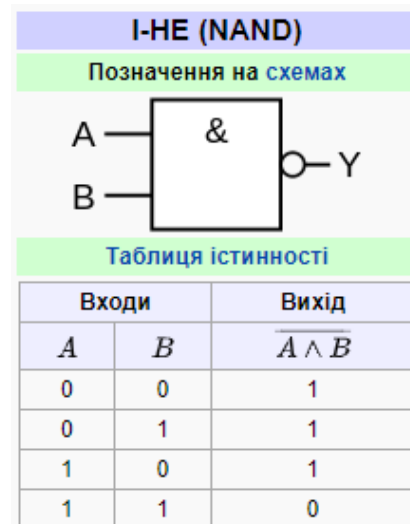 І-НЕ (NAND)
Позначення на схемах
A
&
Y
B
Таблиця істинності
Входи Вихід
A B A ∧ B
0 0 1
0 1 1
1 0 1
1 1 0